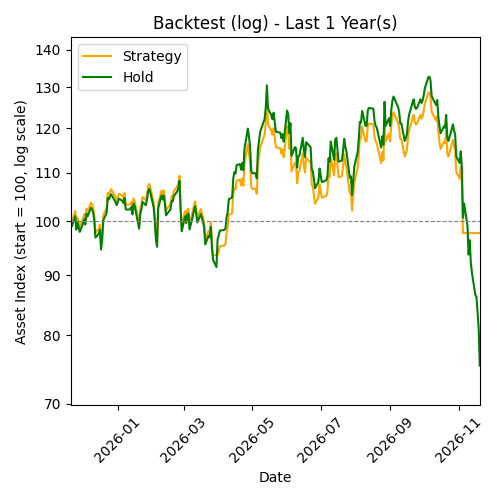 Backtest (log) - Last 1 Year(s)
Strategy
Hold
Asset Index (start = 100, log scale)
140
130
120
110
100
90
80
70
2026-01
2026-03
2026-05
2026-07
2026-09
2026-11
Date